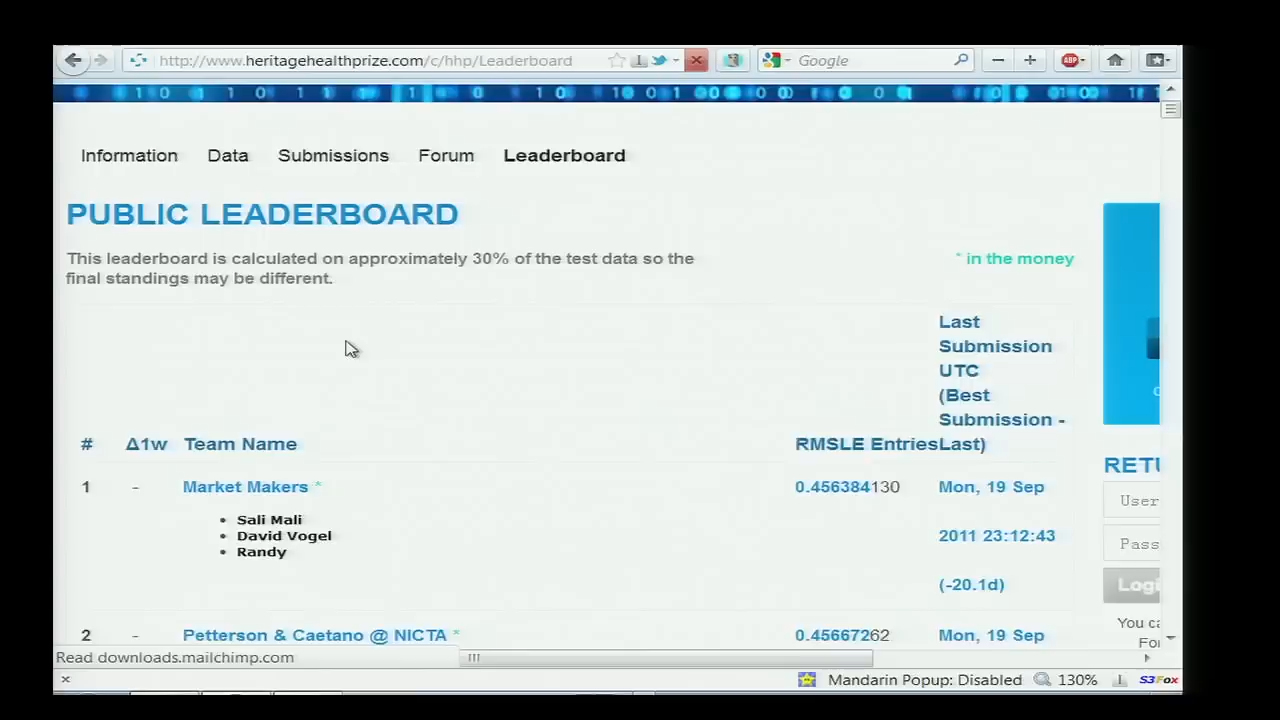 http://www.heritagehealthprize.com/c/hhp/Leaderboard
Google
Information Data Submissions Forum Leaderboard
PUBLIC LEADERBOARD
This leaderboard is calculated on approximately 30% of the test data so the
final standings may be different.
* in the money
Last
Submission
UTC
(Best
Submission -
# Δ1w Team Name RMSLE Entries Last)
1 - Market Makers * 0.456384 130 Mon, 19 Sep
Sali Mali
David Vogel
Randy
2011 23:12:43
(-20.1d)
2 - Petterson & Caetano @ NICTA * 0.456672 62 Mon, 19 Sep
RETU
User
Pass
Logi
You ca
For
Read downloads.mailchimp.com
Mandarin Popup: Disabled 130% S3Fox